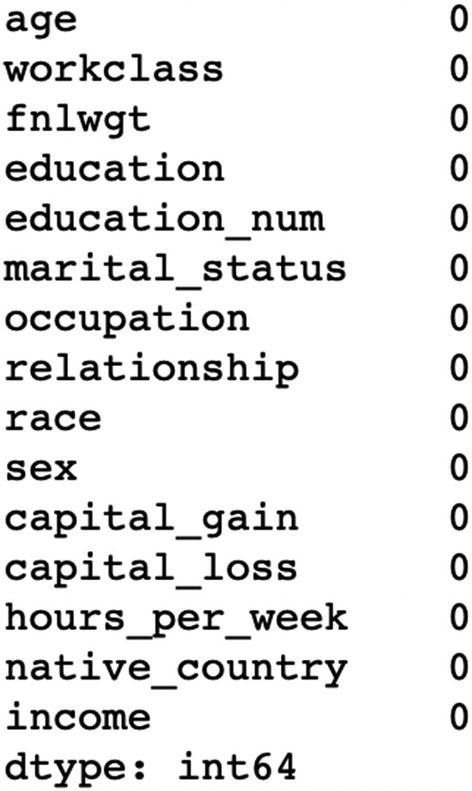 age 0
workclass 0
fnlwgt 0
education 0
education_num 0
marital_status 0
occupation 0
relationship 0
race 0
sex 0
capital_gain 0
capital_loss 0
hours_per_week 0
native_country 0
income 0
dtype: int64